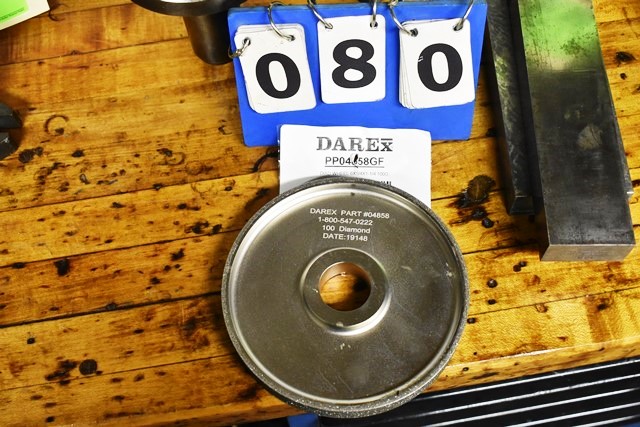 080
DAREX
PP04858GF
DAREX PART #04858
1-800-547-0222
100 Diamond
DATE:19148